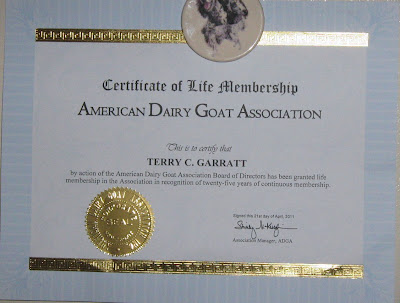 Certificate of Life Membership
AMERICAN DAIRY GOAT ASSOCIATION
This is to certify that
TERRY C. GARRATT
by action of the American Dairy Goat Association Board of Directors has been granted life
membership in the Association in recognition of twenty-five years of continuous membership.
Signed this 21st day of April, 2011
Association Manager, ADGA